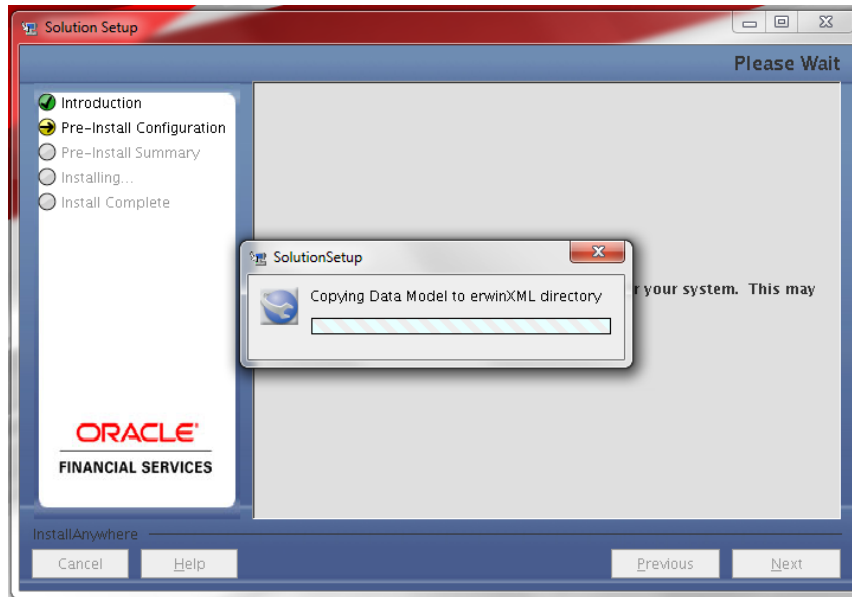 Solution Setup
Please Wait
Introduction
Pre-Install Configuration
Pre-Install Summary
Installing...
Install Complete
SolutionSetup
Copying Data Model to erwinXML directory
your system. This may
ORACLE
FINANCIAL SERVICES
InstallAnywhere
Cancel
Help
Previous
Next